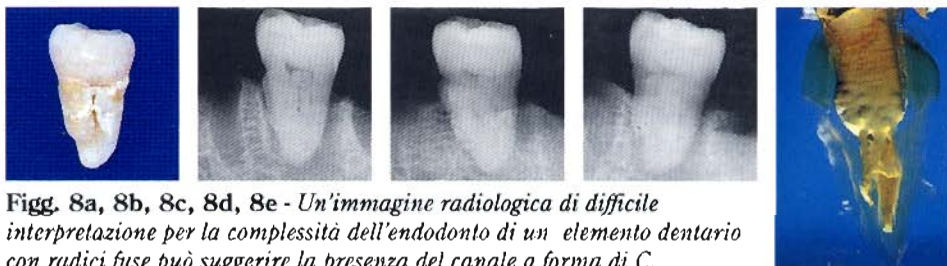 Figg. 8a, 8b, 8c, 8d, 8e - Un'immagine radiologica di difficile
interpretazione per la complessità dell'endodonto di un elemento dentario
con radici fuse può suggerire la presenza del canale a forma di C.